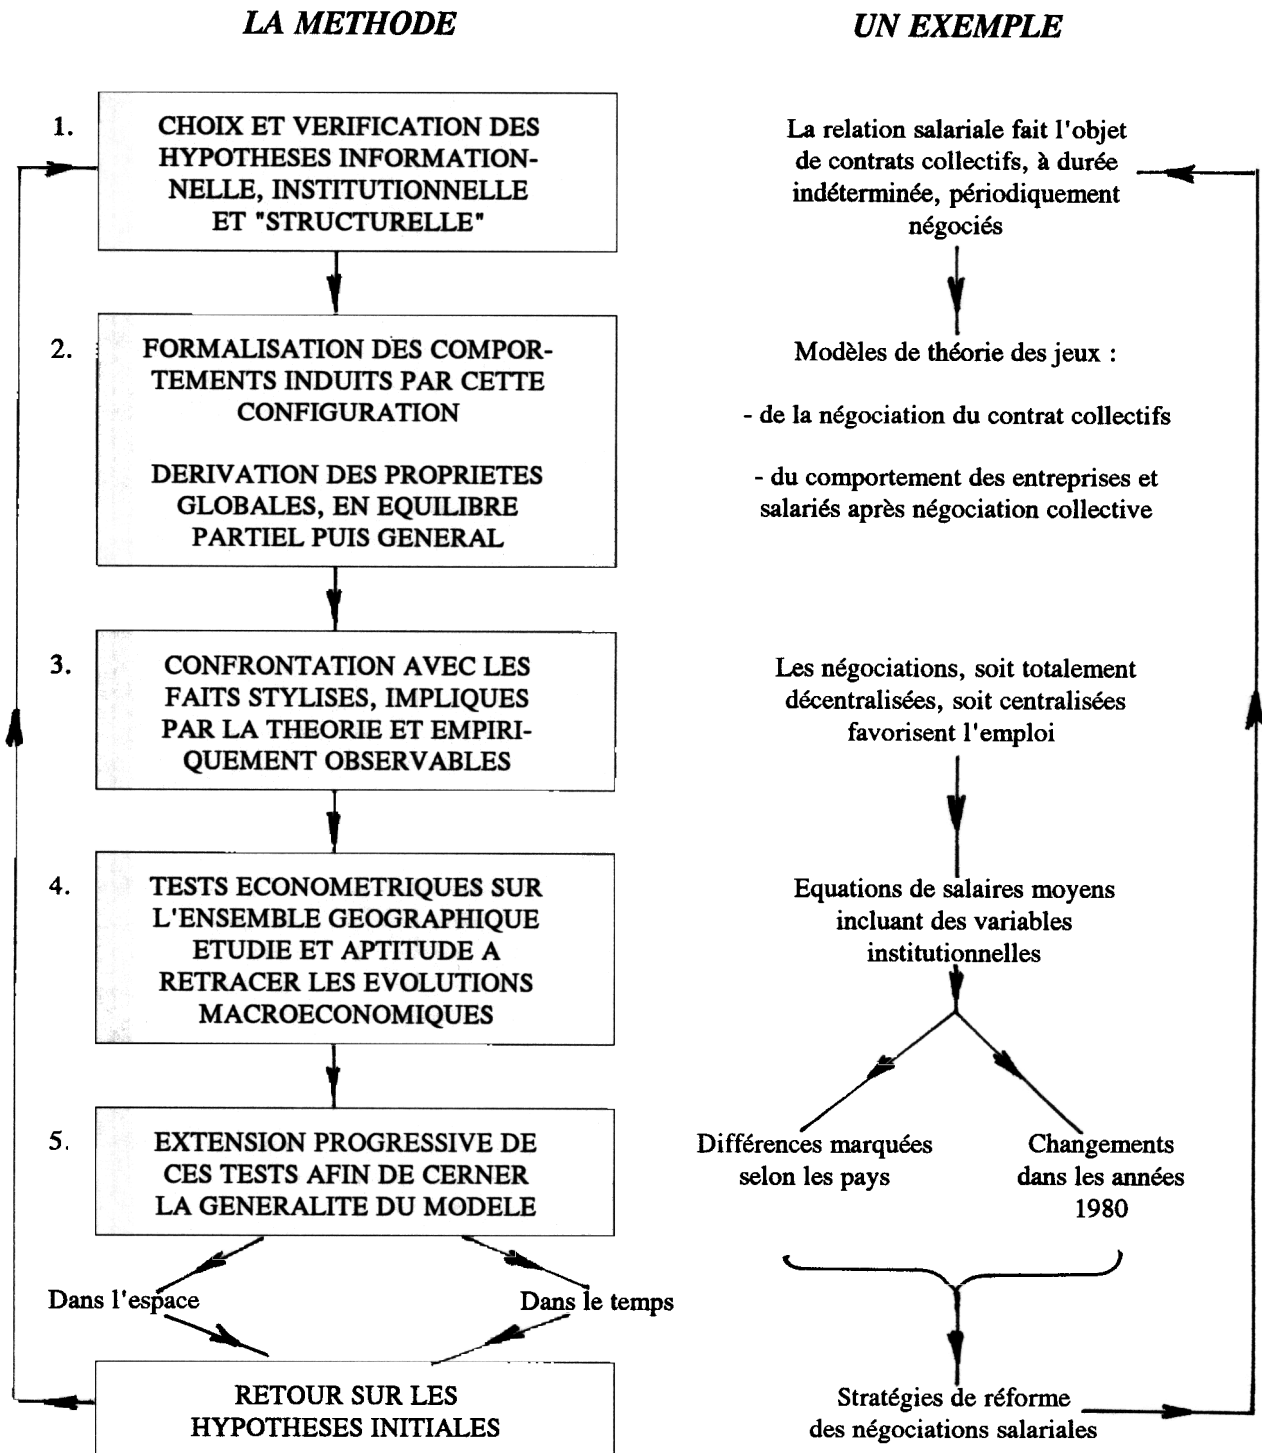 LA METHODE
UN EXEMPLE
1.
CHOIX ET VERIFICATION DES
HYPOTHESES INFORMATION-
NELLE, INSTITUTIONNELLE
ET "STRUCTURELLE"
La relation salariale fait l'objet
de contrats collectifs, à durée
indéterminée, périodiquement
négociés
2.
FORMALISATION DES COMPOR-
TEMENTS INDUITS PAR CETTE
CONFIGURATION
DERIVATION DES PROPRIETES
GLOBALES, EN EQUILIBRE
PARTIEL PUIS GENERAL
Modèles de théorie des jeux :
- de la négociation du contrat collectifs
- du comportement des entreprises et
salariés après négociation collective
3.
CONFRONTATION AVEC LES
FAITS STYLISES, IMPLIQUES
PAR LA THEORIE ET EMPIRI-
QUEMENT OBSERVABLES
Les négociations, soit totalement
décentralisées, soit centralisées
favorisent l'emploi
4.
TESTS ECONOMETRIQUES SUR
L'ENSEMBLE GEOGRAPHIQUE
ETUDIE ET APTITUDE A
RETRACER LES EVOLUTIONS
MACROECONOMIQUES
Equations de salaires moyens
incluant des variables
institutionnelles
5.
EXTENSION PROGRESSIVE DE
CES TESTS AFIN DE CERNER
LA GENERALITE DU MODELE
Différences marquées
selon les pays
Changements
dans les années
1980
Dans l'espace
Dans le temps
RETOUR SUR LES
HYPOTHESES INITIALES
Stratégies de réforme
des négociations salariales